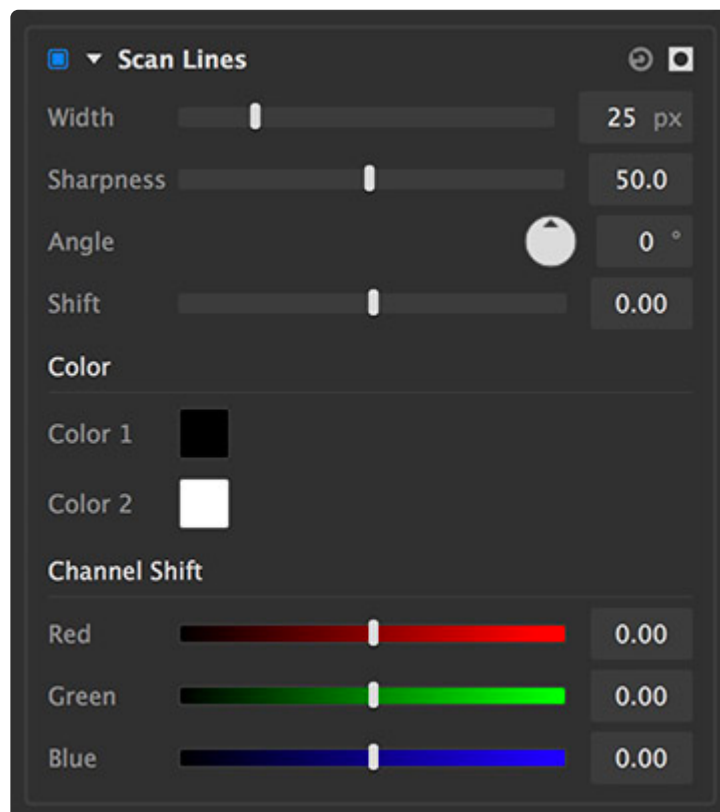 Scan Lines
Width 25 px
Sharpness 50.0
Angle 0 °
Shift 0.00
Color
Color 1
Color 2
Channel Shift
Red 0.00
Green 0.00
Blue 0.00